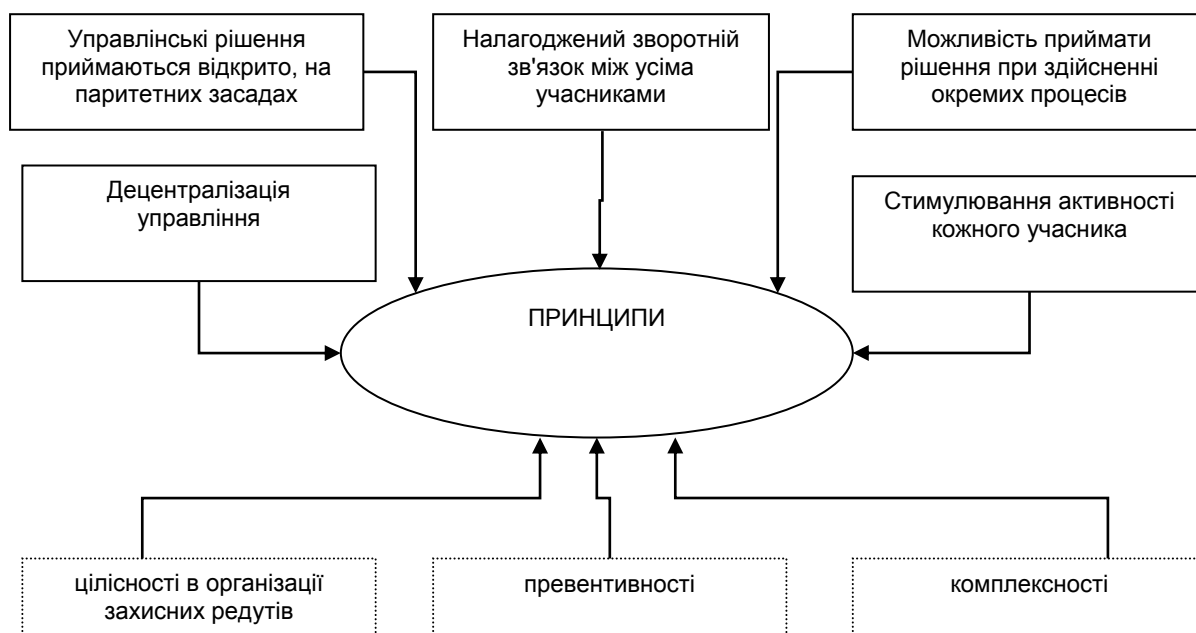 Управлінські рішення
приймаються відкрито, на
паритетних засадах
Налагоджений зворотній
зв'язок між усіма
учасниками
Можливість приймати
рішення при здійсненні
окремих процесів
Децентралізація
управління
Стимулювання активності
кожного учасника
ПРИНЦИПИ
цілісності в організації
захисних редутів
превентивності
комплексності